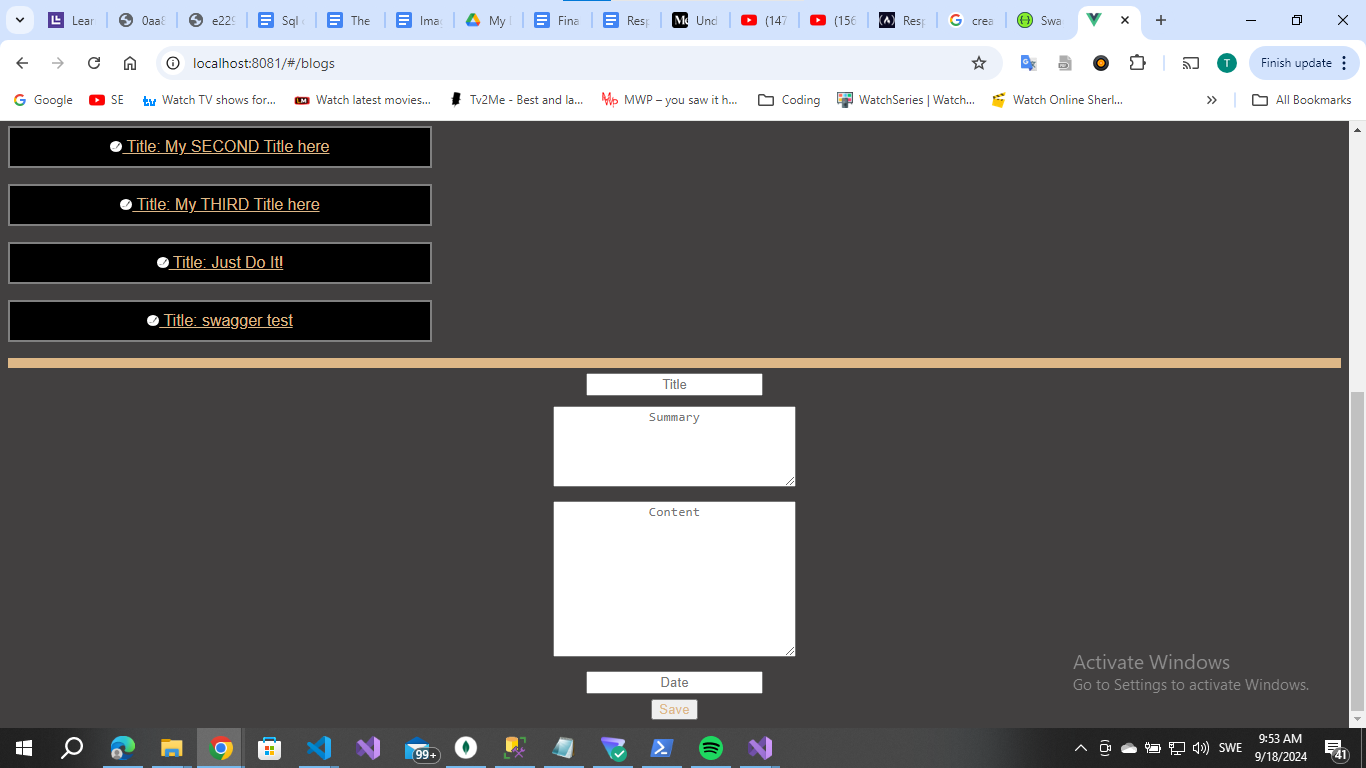 Lear
0aa8
e229
Sql
The
Ima
My
Fina
Resp
Und
(147
(156
Resp
crea
Swa
localhost:8081/#/blogs
T
Finish update
Google
SE
Watch TV shows for...
Watch latest movies...
Tv2Me - Best and la...
MWP – you saw it h...
Coding
WatchSeries | Watch...
Watch Online Sherl...
All Bookmarks
Title: My SECOND Title here
Title: My THIRD Title here
Title: Just Do It!
Title: swagger test
Title
Summary
Content
Date
Save
Activate Windows
Go to Settings to activate Windows.
99+
SWE
9:53 AM
9/18/2024
41